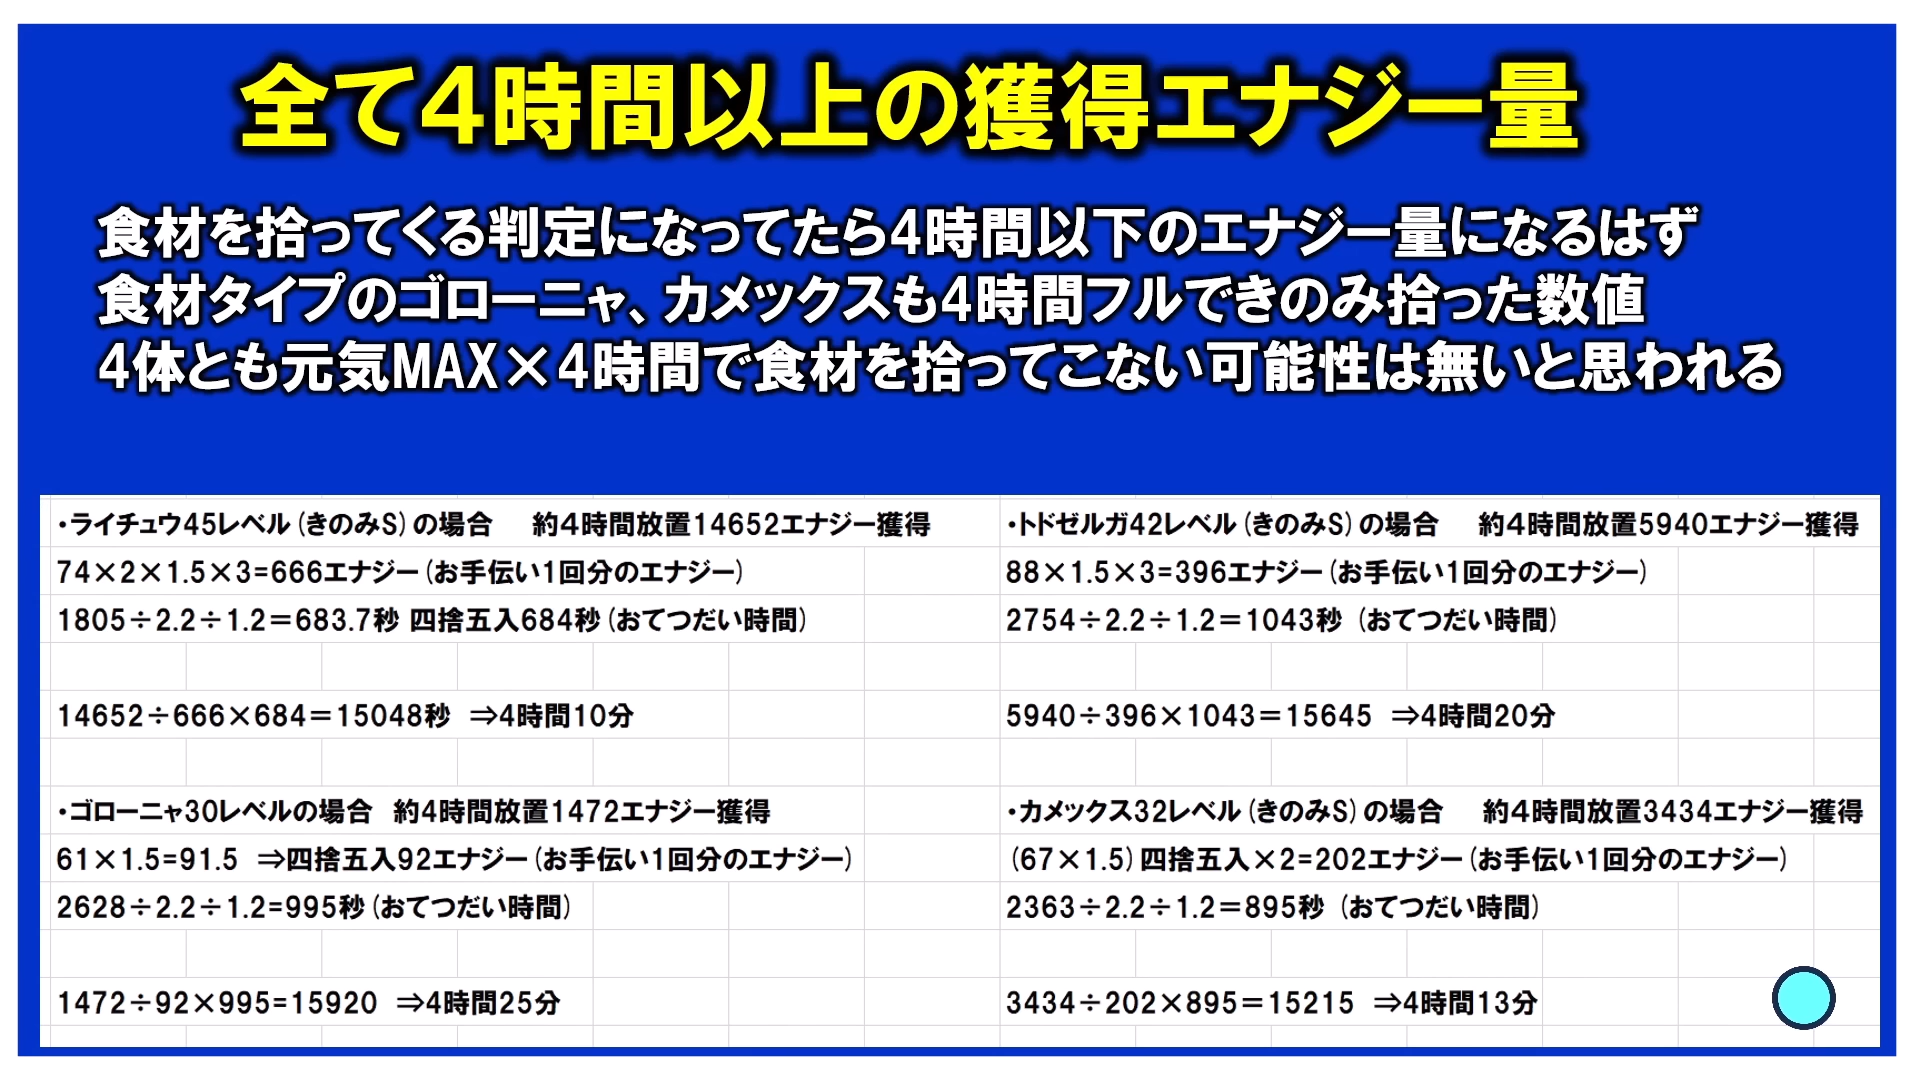 全て4時間以上の獲得エナジー量
食材を拾ってくる判定になってたら4時間以下のエナジー量になるはず
食材タイプのゴローニャ、カメックスも4時間フルできのみ拾った数値
4体とも元気MAX×4時間で食材を拾ってこない可能性は無いと思われる
・ライチュウ45レベル(きのみS)の場合　約4時間放置14652エナジー獲得
74×2×1.5×3=666エナジー(お手伝い1回分のエナジー)
1805÷2.2÷1.2＝683.7秒 四捨五入684秒(おてつだい時間)
14652÷666×684＝15048秒 ⇒4時間10分
・トドゼルガ42レベル(きのみS)の場合　約4時間放置5940エナジー獲得
88×1.5×3=396エナジー(お手伝い1回分のエナジー)
2754÷2.2÷1.2＝1043秒 (おてつだい時間)
5940÷396×1043＝15645 ⇒4時間20分
・ゴローニャ30レベルの場合　約4時間放置1472エナジー獲得
61×1.5=91.5 ⇒四捨五入92エナジー(お手伝い1回分のエナジー)
2628÷2.2÷1.2=995秒(おてつだい時間)
1472÷92×995=15920 ⇒4時間25分
・カメックス32レベル(きのみS)の場合　約4時間放置3434エナジー獲得
(67×1.5)四捨五入×2=202エナジー(お手伝い1回分のエナジー)
2363÷2.2÷1.2＝895秒 (おてつだい時間)
3434÷202×895＝15215 ⇒4時間13分